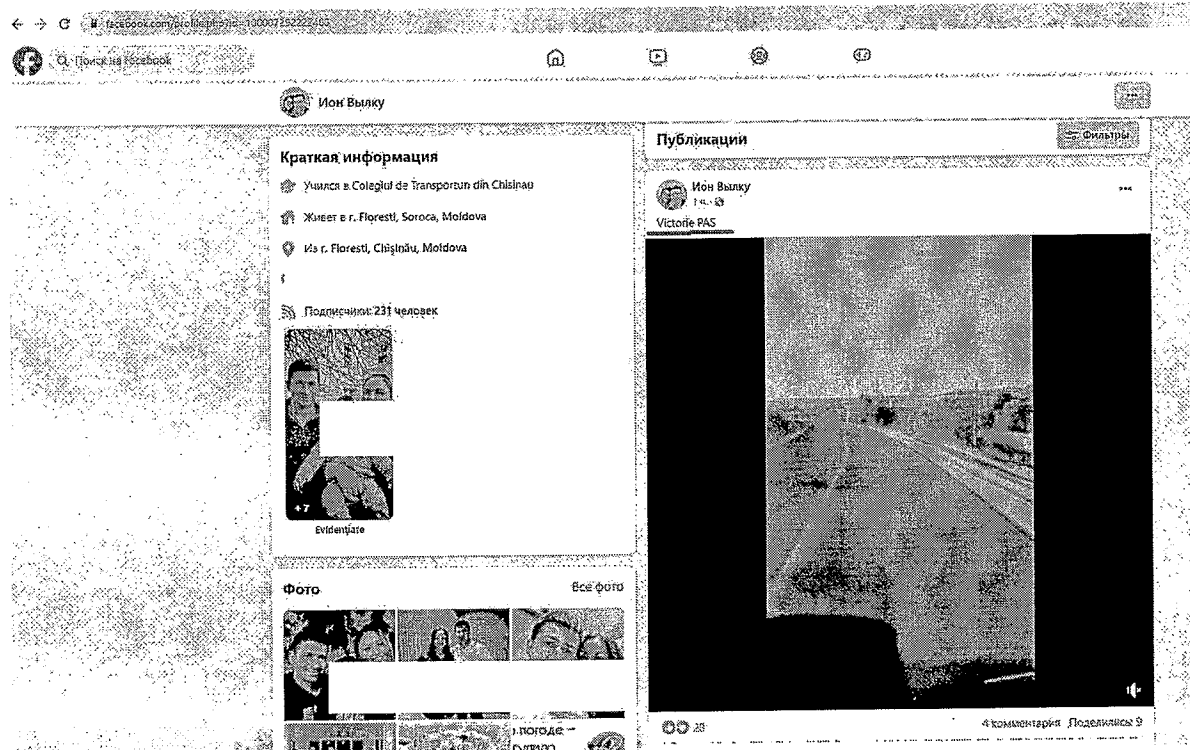 Поиск на Facebook
Ион Вылку
Краткая информация
Учился в Colegiul de Transporturi din Chisinau
Живет в г. Floresti, Soroca, Moldova
Из г. Floresti, Chişinău, Moldova
Подписчики: 231 человек
+7
Evidențiate
Фото
Все фото
погоде –
Публикации
Фильтры
Ион Вылку
Victorie PAS
4 комментария Поделились: 9